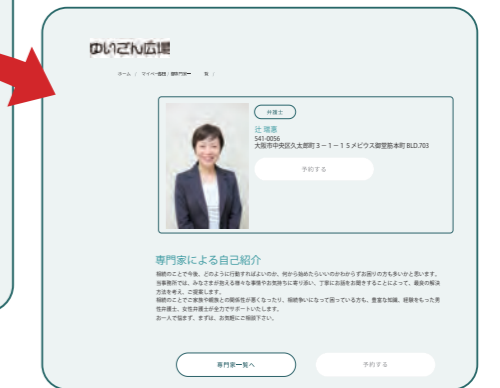 ゆいごん広場
ホーム / マイページ
弁護士
辻 瑞恵
541-0056
大阪市中央区久太郎町3-1-15メビウス御堂筋本町BLD.703
予約する
専門家による自己紹介
相続のことで今後、どのように行動すればよいのか、何から始めたらいいのかわからずお困りの方も多いかと思います。
当事務所では、みなさまが抱える様々な事情やお気持ちに寄り添い、丁寧にお話をお聞きすることによって、最良の解決
方法を考え、ご提案します。
相続のことでご家族や親族との関係性が悪くなったり、相続争いになって困っている方も、豊富な知識、経験をもった男
性弁護士、女性弁護士が全力でサポートいたします。
お一人で悩まず、まずは、お気軽にご相談下さい。
専門家一覧へ
予約する